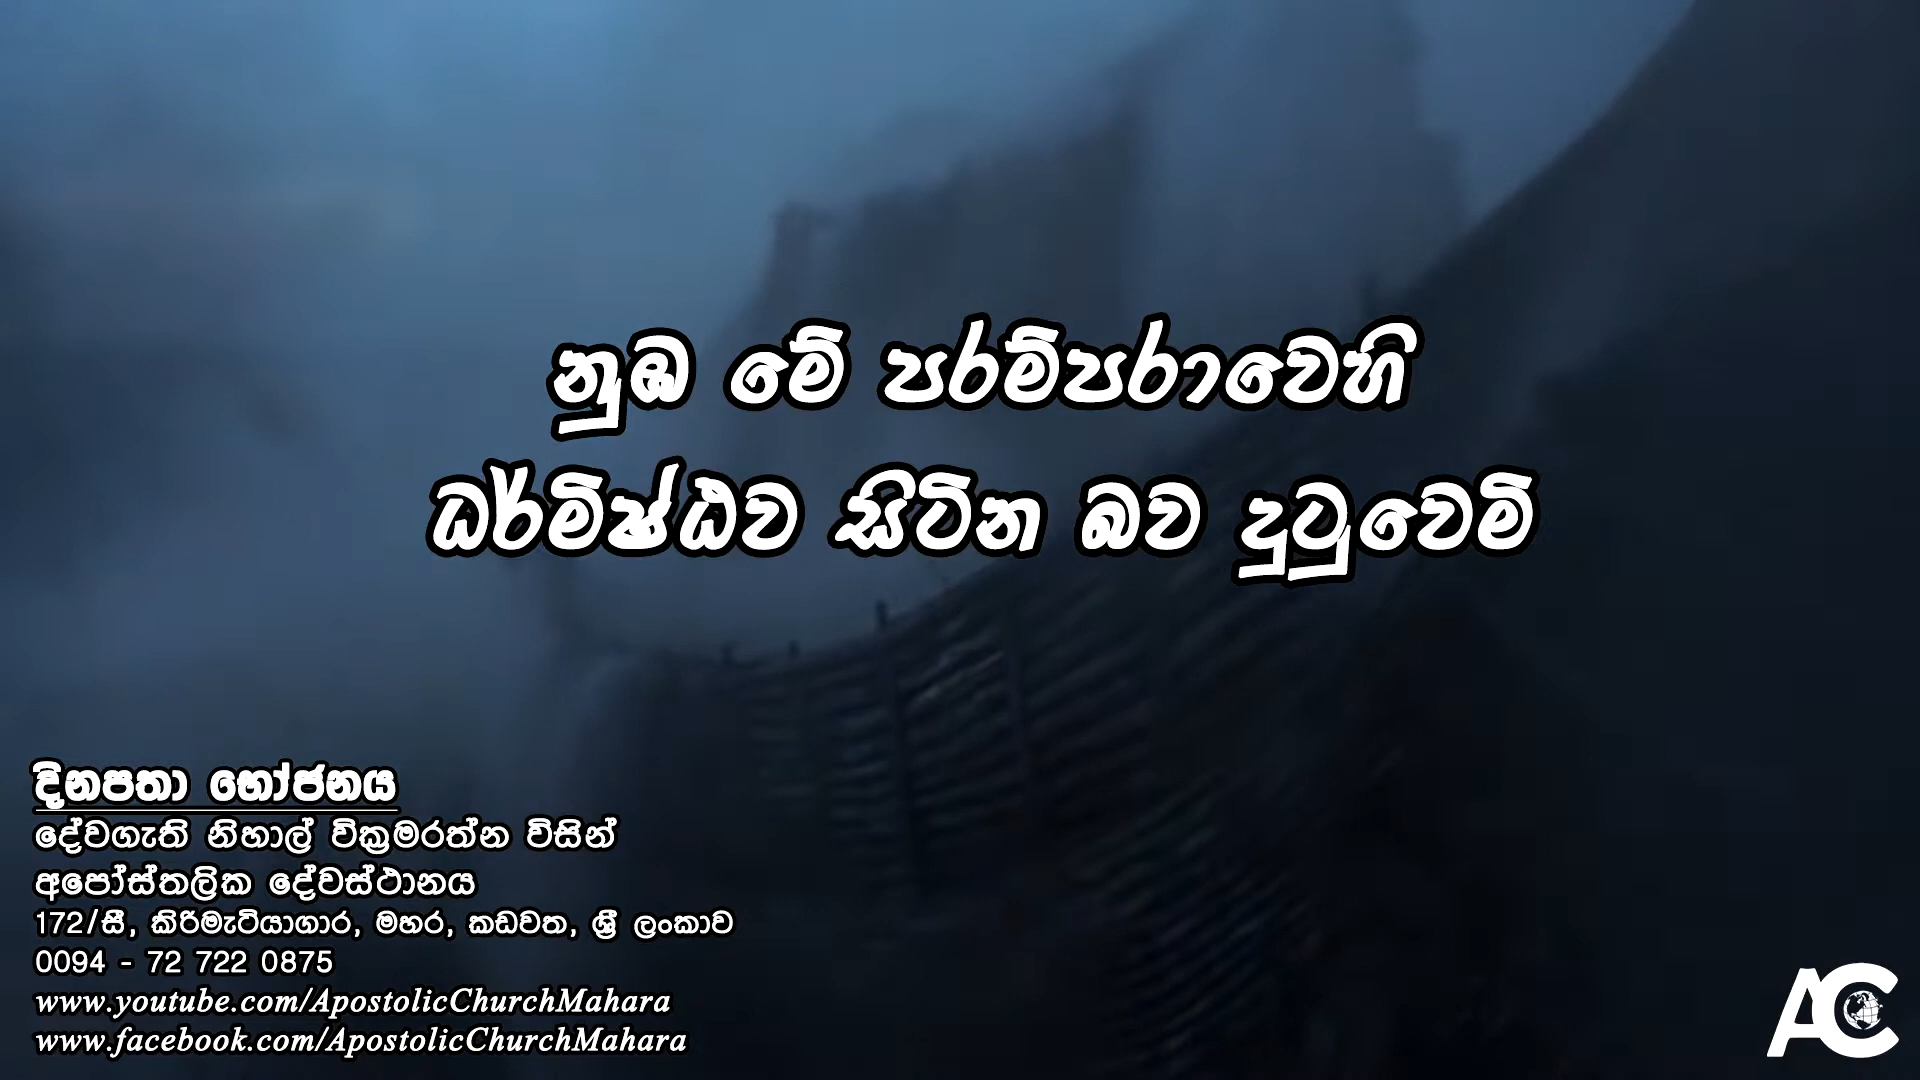 නුඹ මේ පරම්පරාවෙහි
ධර්මිෂ්ඨව සිටින බව දුටුවෙමි
දිනපතා භෝජනය
දේවගැති නිහාල් වික්‍රමරත්න විසින්
අපෝස්තලික දේවස්ථානය
172/සී, කිරිමැටියාගාර, මහර, කඩවත, ශ්‍රී ලංකාව
0094 - 72 722 0875
www.youtube.com/ApostolicChurchMahara
www.facebook.com/ApostolicChurchMahara
AC